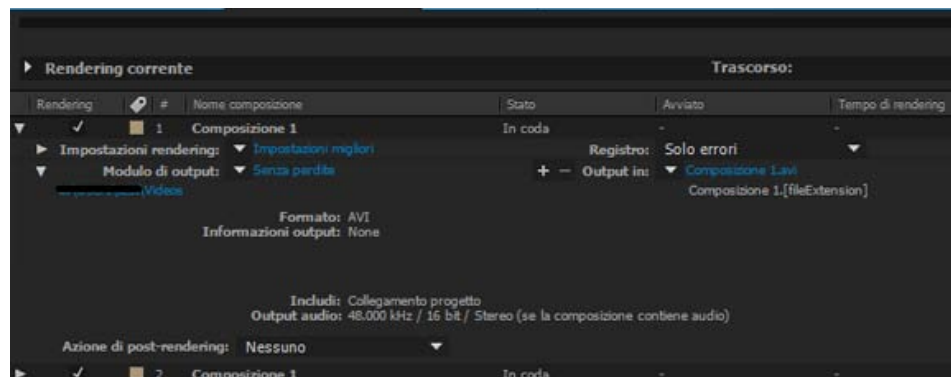 Rendering corrente Trascorso:
Rendering # Nome composizione Stato Avviato Tempo di rendering
1 Composizione 1 In coda - -
Impostazioni rendering: Impostazioni migliori Registro: Solo errori
Modulo di output: Senza perdite + - Output in: Composizione 1.avi
\Videos Composizione 1.[fileExtension]
Formato: AVI
Informazioni output: None
Includi: Collegamento progetto
Output audio: 48.000 kHz / 16 bit / Stereo (se la composizione contiene audio)
Azione di post-rendering: Nessuno
2 Composizione 1 In coda - -